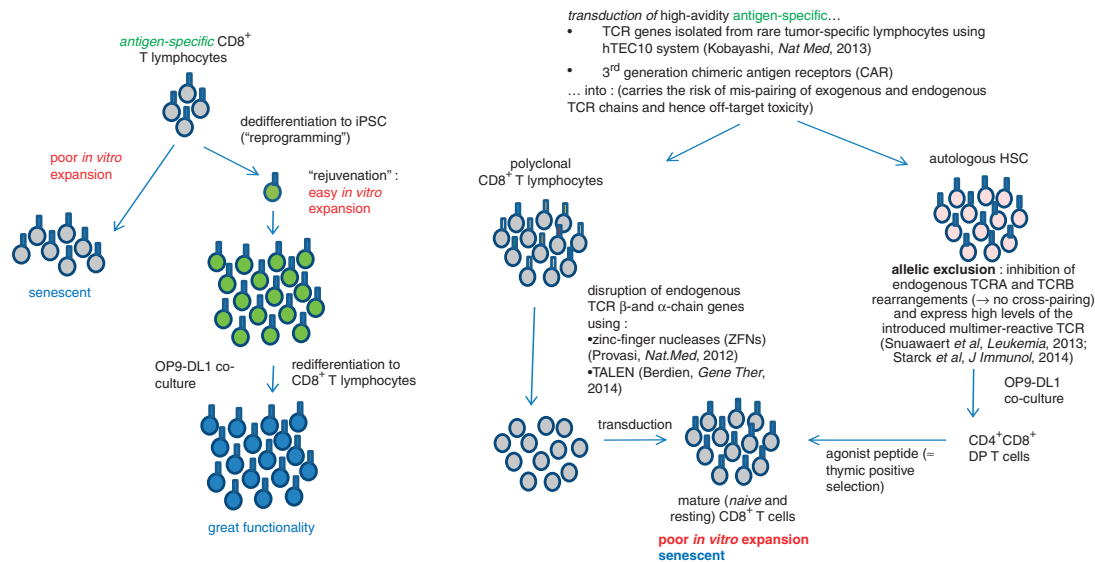 antigen-specific CD8+
T lymphocytes
dedifferentiation to iPSC
("reprogramming")
poor in vitro
expansion
"rejuvenation" :
easy in vitro
expansion
senescent
OP9-DL1 co-
culture
redifferentiation to
CD8+ T lymphocytes
great functionality
transduction of high-avidity antigen-specific…
• TCR genes isolated from rare tumor-specific lymphocytes using
hTEC10 system (Kobayashi, Nat Med, 2013)
• 3rd generation chimeric antigen receptors (CAR)
… into : (carries the risk of mis-pairing of exogenous and endogenous
TCR chains and hence off-target toxicity)
polyclonal
CD8+ T lymphocytes
disruption of endogenous
TCR β-and α-chain genes
using :
•zinc-finger nucleases (ZFNs)
(Provasi, Nat.Med, 2012)
•TALEN (Berdien, Gene Ther,
2014)
transduction
autologous HSC
allelic exclusion : inhibition of
endogenous TCRA and TCRB
rearrangements (→ no cross-pairing)
and express high levels of the
introduced multimer-reactive TCR
(Snuawaert et al, Leukemia, 2013;
Starck et al, J Immunol, 2014)
OP9-DL1
co-culture
CD4+CD8+
DP T cells
agonist peptide (=
thymic positive
selection)
mature (naive and
resting) CD8+ T cells
poor in vitro expansion
senescent